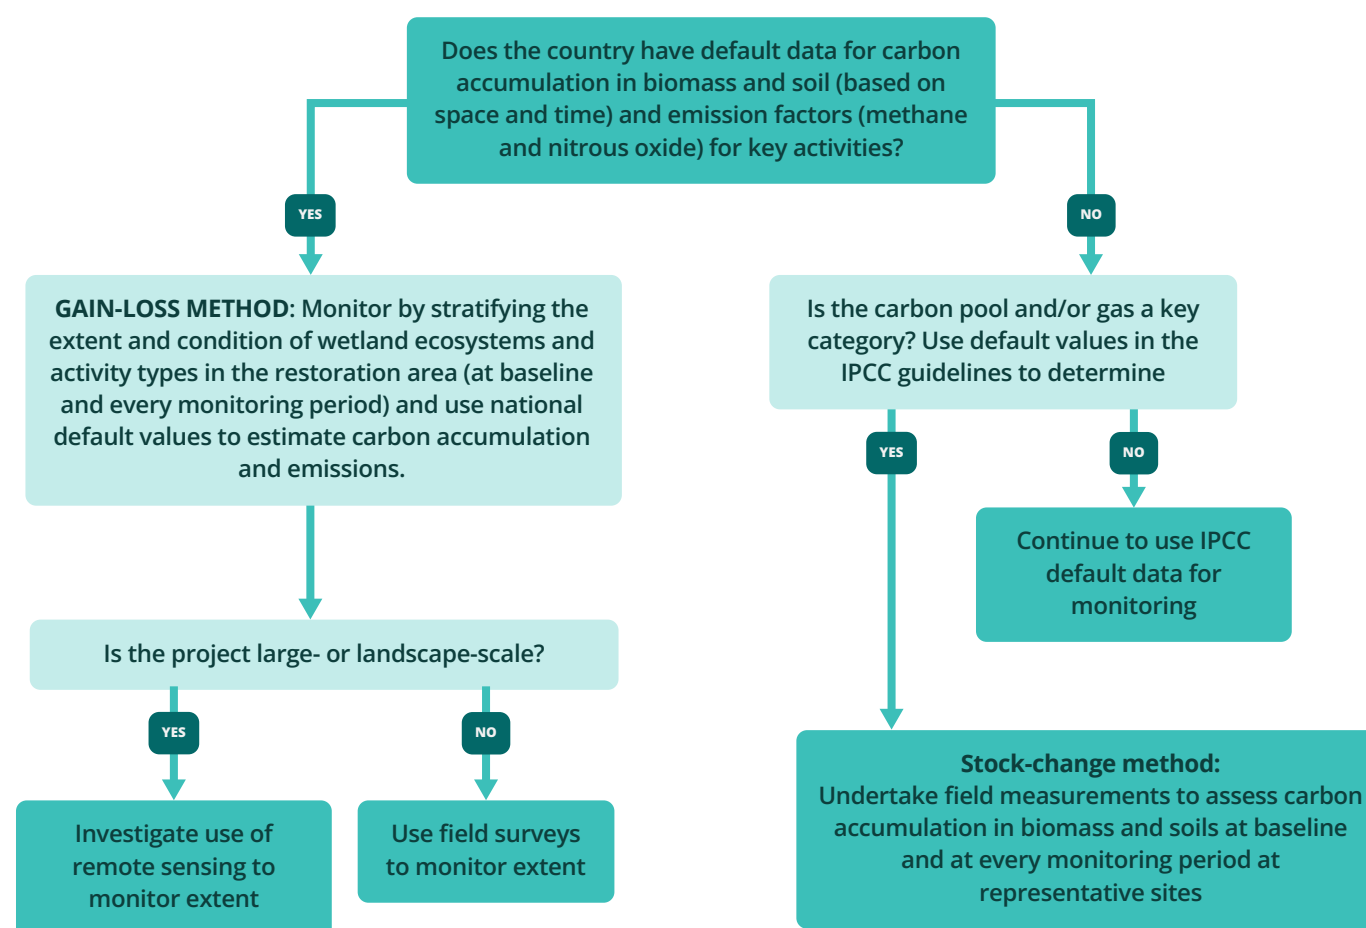 Does the country have default data for carbon
accumulation in biomass and soil (based on
space and time) and emission factors (methane
and nitrous oxide) for key activities?
YES
NO
GAIN-LOSS METHOD: Monitor by stratifying the
extent and condition of wetland ecosystems and
activity types in the restoration area (at baseline
and every monitoring period) and use national
default values to estimate carbon accumulation
and emissions.
Is the carbon pool and/or gas a key
category? Use default values in the
IPCC guidelines to determine
YES
NO
Continue to use IPCC
default data for
monitoring
Is the project large- or landscape-scale?
YES
NO
Investigate use of
remote sensing to
monitor extent
Use field surveys
to monitor extent
Stock-change method:
Undertake field measurements to assess carbon
accumulation in biomass and soils at baseline
and at every monitoring period at
representative sites